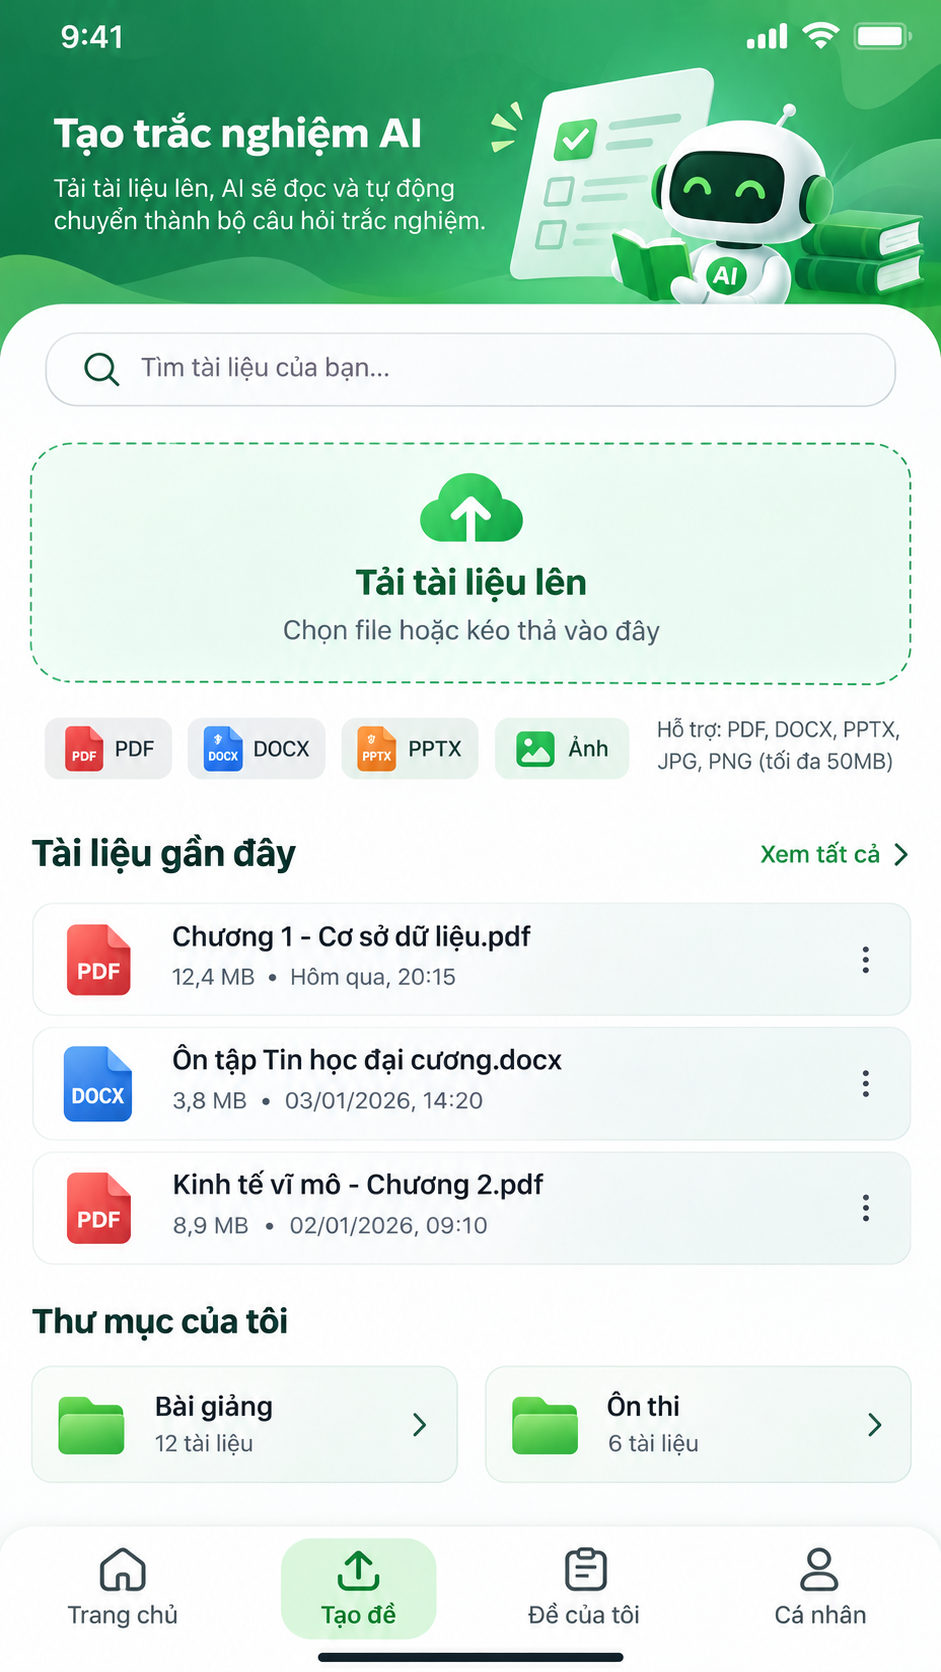 9:41
Tạo trắc nghiệm AI
Tải tài liệu lên, AI sẽ đọc và tự động
chuyển thành bộ câu hỏi trắc nghiệm.
AI
Tìm tài liệu của bạn...
Tải tài liệu lên
Chọn file hoặc kéo thả vào đây
PDF PDF
DOCX DOCX
PPTX PPTX
Ảnh
Hỗ trợ: PDF, DOCX, PPTX,
JPG, PNG (tối đa 50MB)
Tài liệu gần đây
Xem tất cả
PDF
Chương 1 - Cơ sở dữ liệu.pdf
12,4 MB • Hôm qua, 20:15
DOCX
Ôn tập Tin học đại cương.docx
3,8 MB • 03/01/2026, 14:20
PDF
Kinh tế vĩ mô - Chương 2.pdf
8,9 MB • 02/01/2026, 09:10
Thư mục của tôi
Bài giảng
12 tài liệu
Ôn thi
6 tài liệu
Trang chủ
Tạo đề
Đề của tôi
Cá nhân